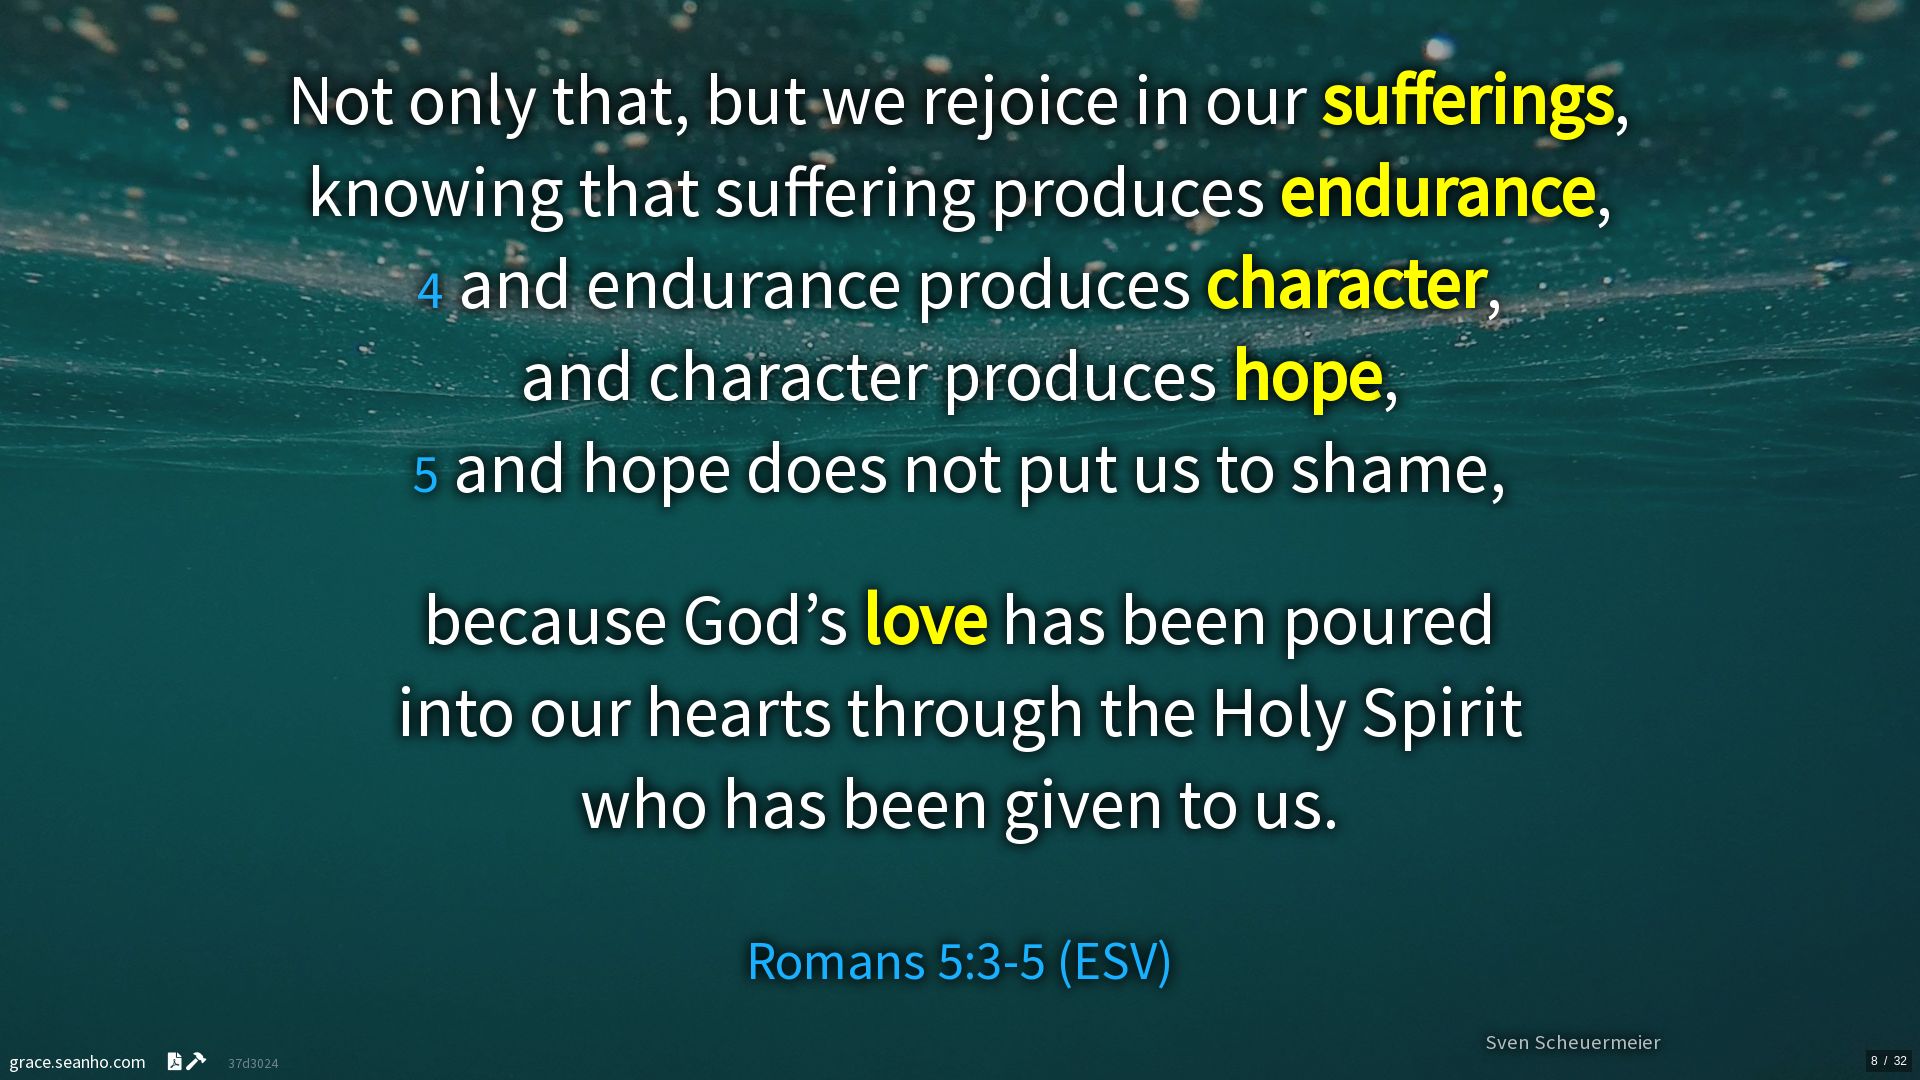 Not only that, but we rejoice in our sufferings,
knowing that suffering produces endurance,
4 and endurance produces character,
and character produces hope,
5 and hope does not put us to shame,
because God’s love has been poured
into our hearts through the Holy Spirit
who has been given to us.
Romans 5:3-5 (ESV)
Sven Scheuermeier
grace.seanho.com 37d3024
8 / 32